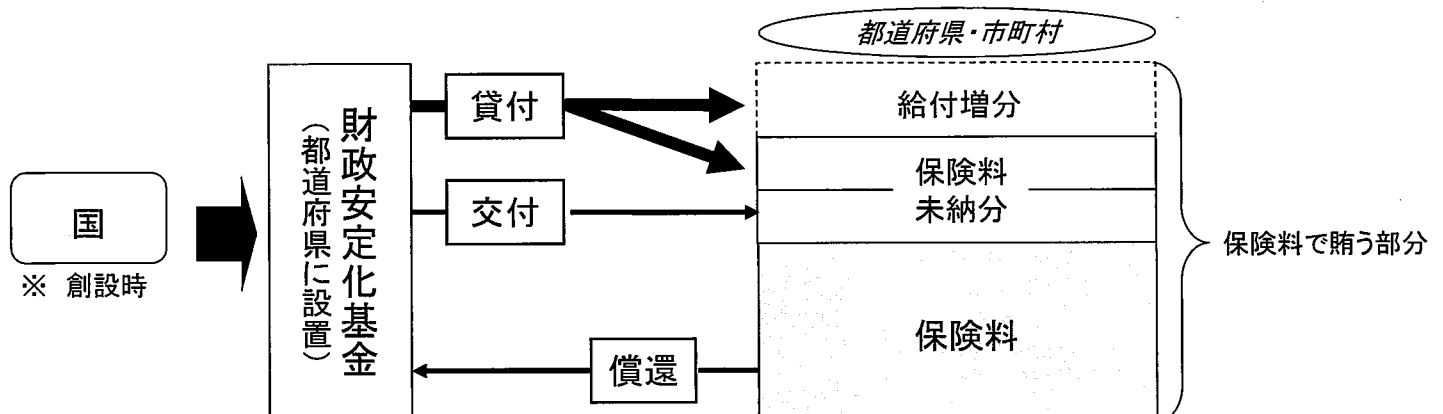 都道府県・市町村
国
※ 創設時
財政安定化基金
（都道府県に設置）
貸付
交付
償還
給付増分
保険料
未納分
保険料
保険料で賄う部分